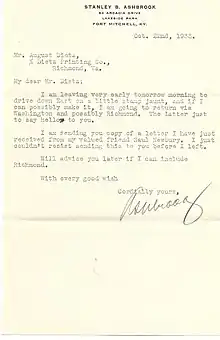 STANLEY B. ASHBROOK
33 ARCADIA DRIVE
LAKESIDE PARK
FORT MITCHELL, KY.
Oct. 22nd, 1932.
Mr. August Dietz,
% Dietz Printing Co.,
Richmond, Va.
My dear Mr. Dietz:
I am leaving very early tomorrow morning to
drive down East on a little stamp jaunt, and if I
can possibly make it, I am going to return via
Washington and possibly Richmond. The latter just
to say hello to you.
I am sending you copy of a letter I have just
received from my valued friend Saul Newbury. I just
couldn't resist sending this to you before I left.
Will advise you later if I can include
Richmond.
With every good wish
Cordially yours,